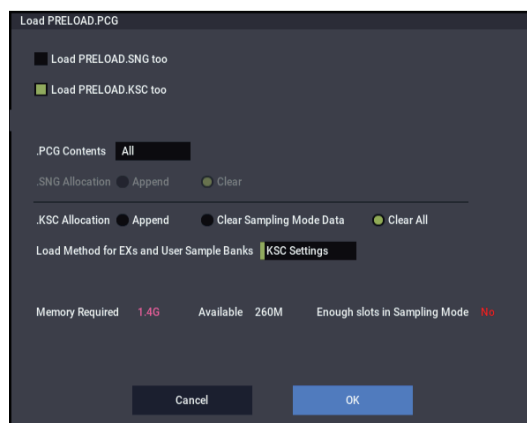 Load PRELOAD.PCG
Load PRELOAD.SNG too
Load PRELOAD.KSC too
.PCG Contents All
.SNG Allocation Append Clear
.KSC Allocation Append Clear Sampling Mode Data Clear All
Load Method for EXs and User Sample Banks KSC Settings
Memory Required 1.4G Available 260M Enough slots in Sampling Mode No
Cancel OK